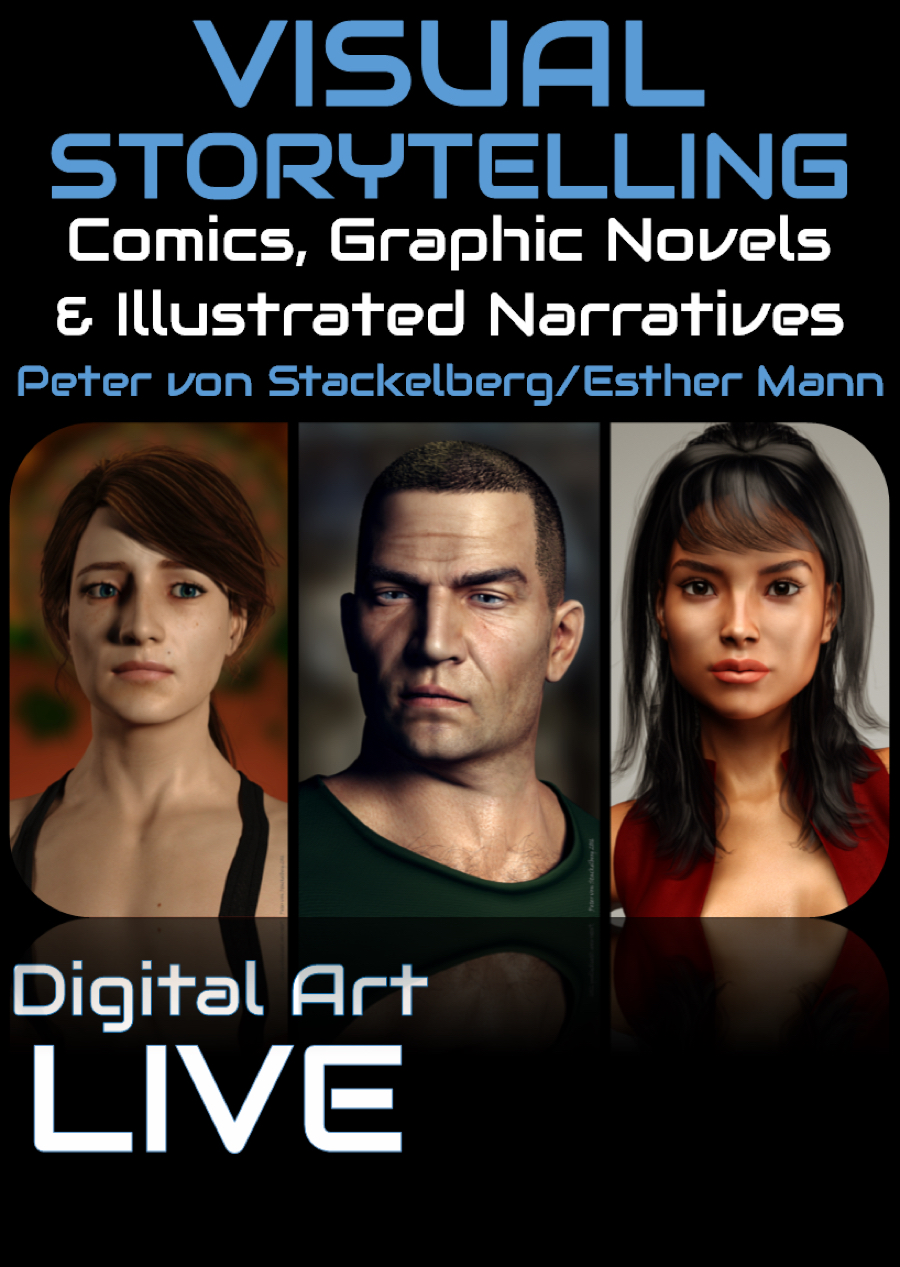 VISUAL
STORYTELLING
Comics, Graphic Novels
& Illustrated Narratives
Peter von Stackelberg/Esther Mann
Digital Art
LIVE